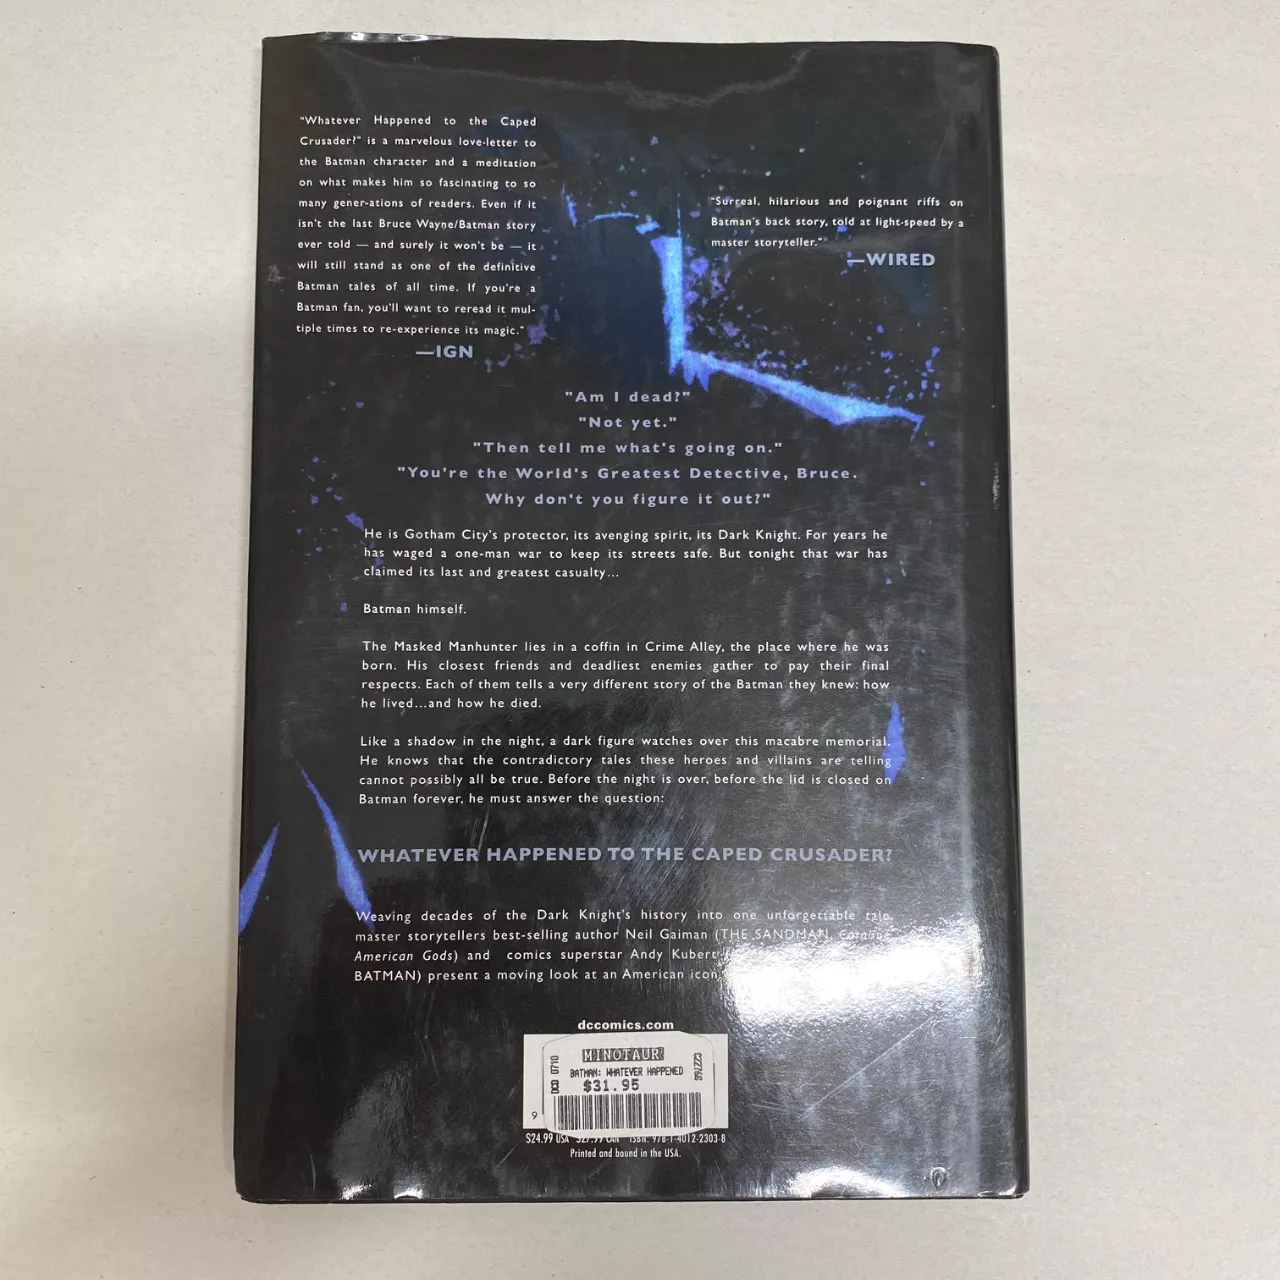 "Whatever Happened to the Caped
Crusader?" is a marvelous love-letter to
the Batman character and a meditation
on what makes him so fascinating to so
many gener-ations of readers. Even if it
isn't the last Bruce Wayne/Batman story
ever told — and surely it won't be — it
will still stand as one of the definitive
Batman tales of all time. If you're a
Batman fan, you'll want to reread it mul-
tiple times to re-experience its magic."
—IGN
"Surreal, hilarious and poignant riffs on
Batman's back story, told at light-speed by a
master storyteller."
—WIRED
"Am I dead?"
"Not yet."
"Then tell me what's going on."
"You're the World's Greatest Detective, Bruce.
Why don't you figure it out?"
He is Gotham City's protector, its avenging spirit, its Dark Knight. For years he
has waged a one-man war to keep its streets safe. But tonight that war has
claimed its last and greatest casualty...
Batman himself.
The Masked Manhunter lies in a coffin in Crime Alley, the place where he was
born. His closest friends and deadliest enemies gather to pay their final
respects. Each of them tells a very different story of the Batman they knew: how
he lived...and how he died.
Like a shadow in the night, a dark figure watches over this macabre memorial.
He knows that the contradictory tales these heroes and villains are telling
cannot possibly all be true. Before the night is over, before the lid is closed on
Batman forever, he must answer the question:
WHATEVER HAPPENED TO THE CAPED CRUSADER?
Weaving decades of the Dark Knight's history into one unforgettable tale,
master storytellers best-selling author Neil Gaiman (THE SANDMAN, Coraline,
American Gods) and comics superstar Andy Kubert
BATMAN) present a moving look at an American icon
dccomics.com
MINOTAUR
DCD 0710
BATMAN: WHATEVER HAPPENED
$31.95
9
$24.99 USA $27.99 CAN ISBN: 978-1-4012-2303-8
Printed and bound in the USA.